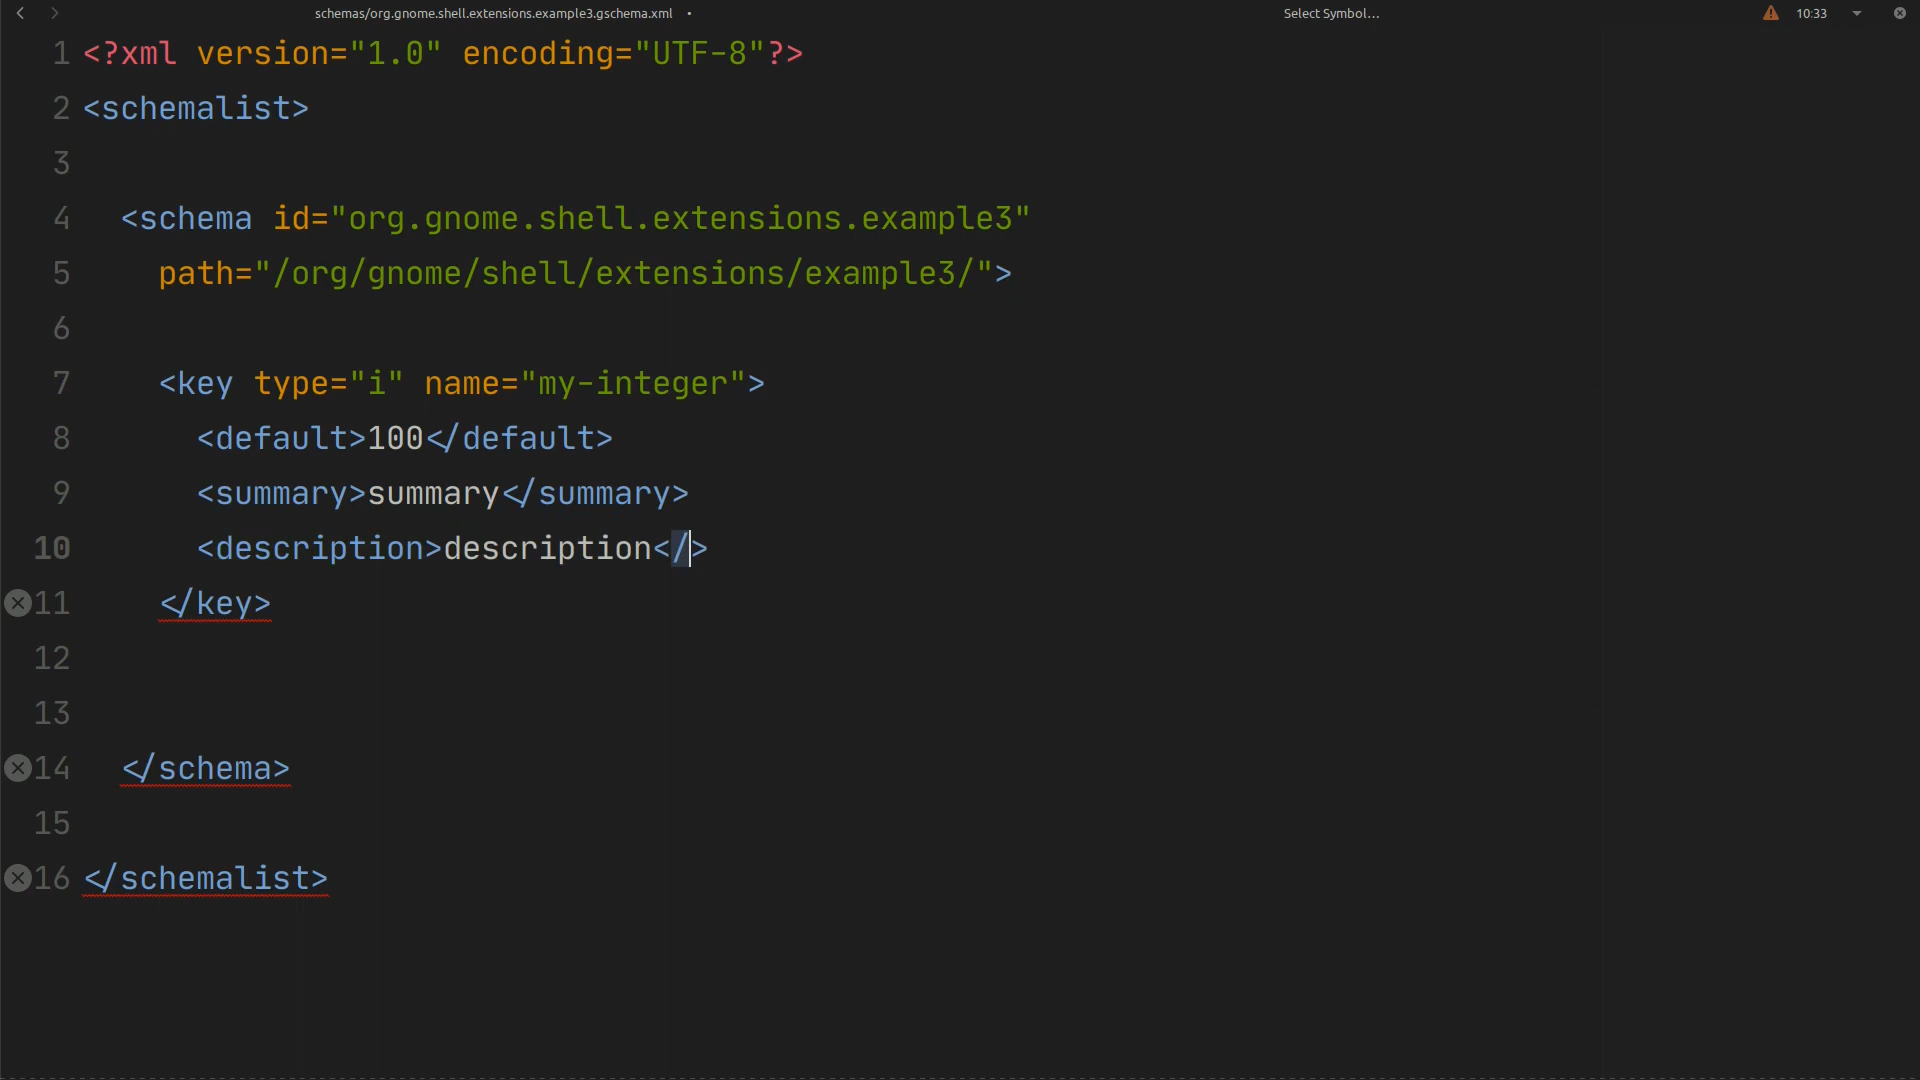 schemas/org.gnome.shell.extensions.example3.gschema.xml • Select Symbol... 10:33
1 <?xml version="1.0" encoding="UTF-8"?>
2 <schemalist>
3
4 <schema id="org.gnome.shell.extensions.example3"
5 path="/org/gnome/shell/extensions/example3/">
6
7 <key type="i" name="my-integer">
8 <default>100</default>
9 <summary>summary</summary>
10 <description>description</>
11 </key>
12
13
14 </schema>
15
16 </schemalist>